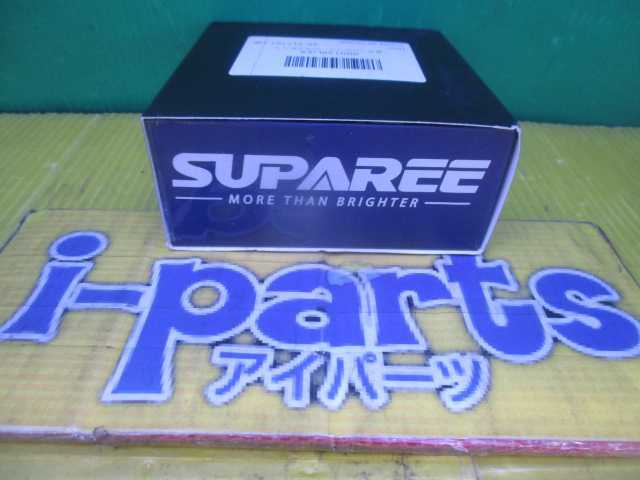 SUPAREE
MORE THAN BRIGHTER
i-parts
アイパーツ